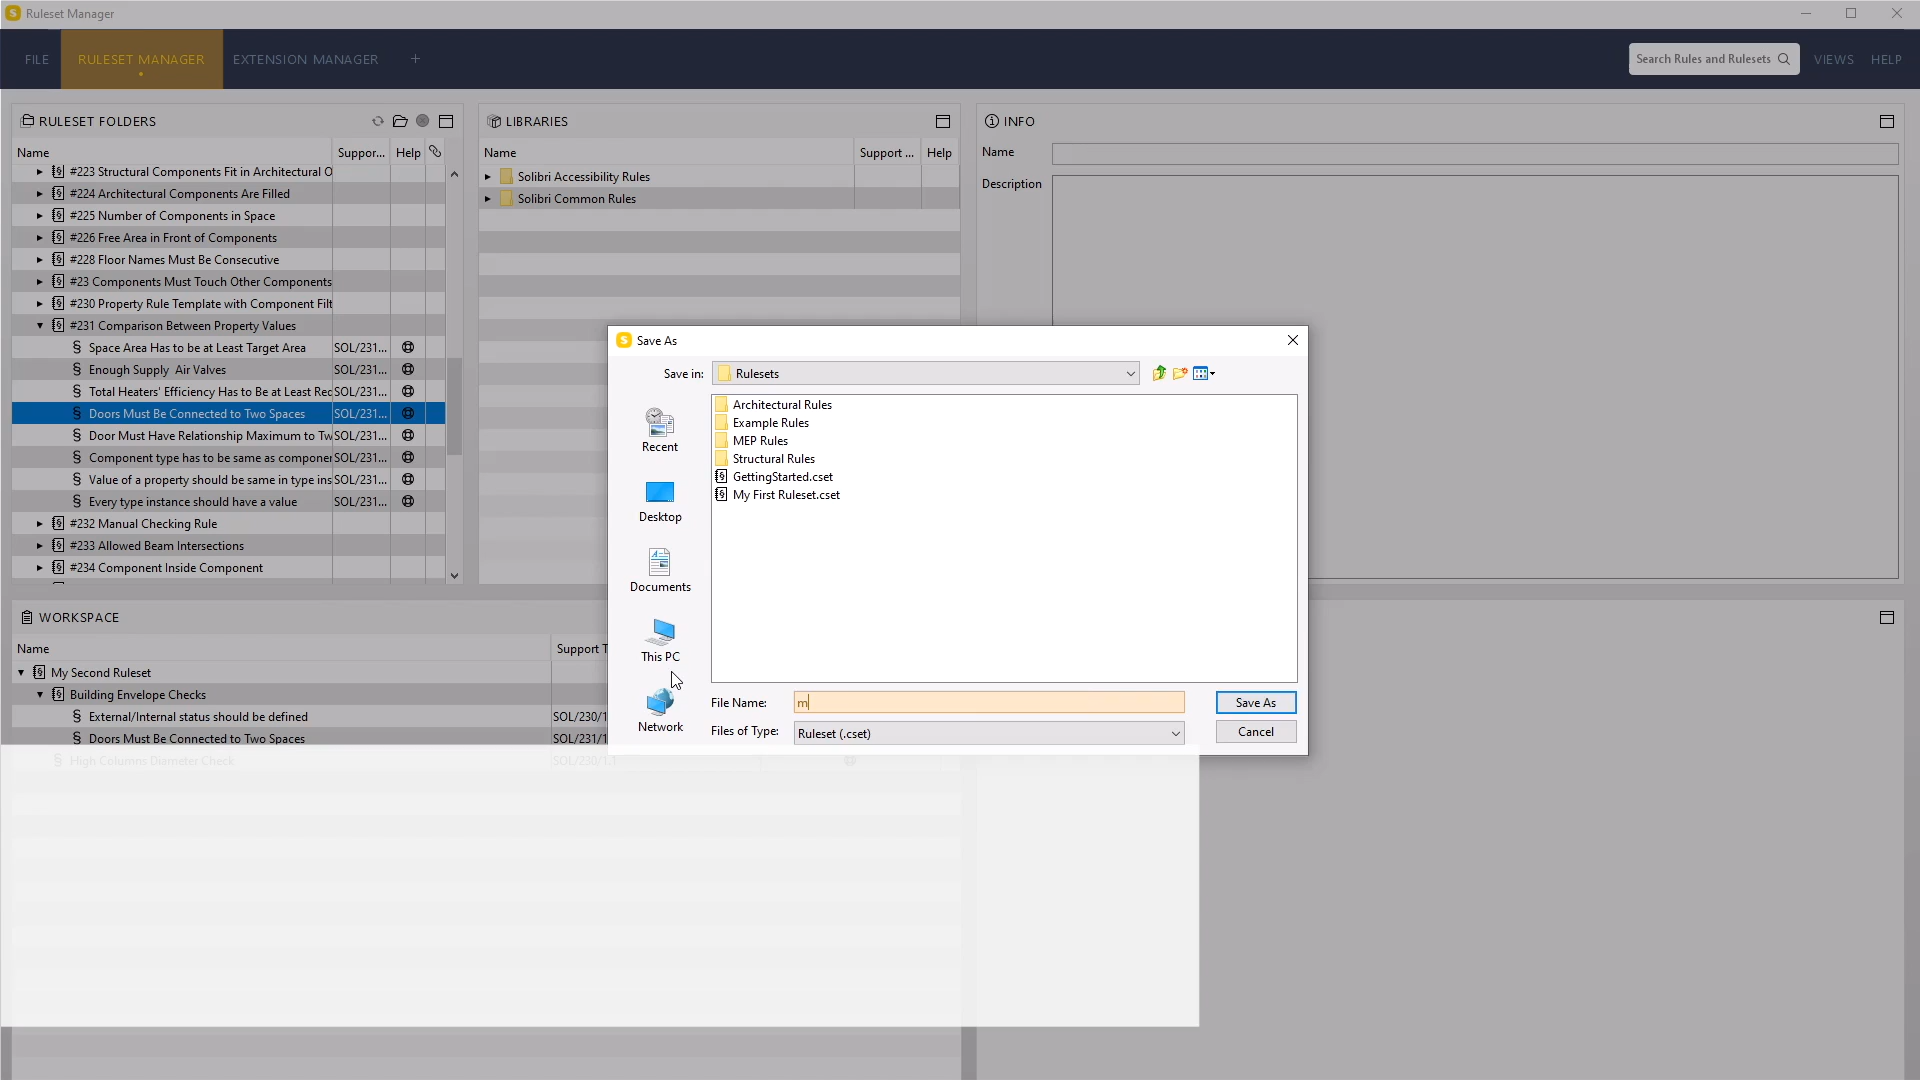 Ruleset Manager
FILE
RULESET MANAGER
EXTENSION MANAGER
+
Search Rules and Rulesets
VIEWS
HELP
RULESET FOLDERS
Name
Suppor...
Help
#223 Structural Components Fit in Architectural O
#224 Architectural Components Are Filled
#225 Number of Components in Space
#226 Free Area in Front of Components
#228 Floor Names Must Be Consecutive
#23 Components Must Touch Other Components
#230 Property Rule Template with Component Filt
#231 Comparison Between Property Values
§ Space Area Has to be at Least Target Area SOL/231...
§ Enough Supply Air Valves SOL/231...
§ Total Heaters' Efficiency Has to Be at Least Rec SOL/231...
§ Doors Must Be Connected to Two Spaces SOL/231...
§ Door Must Have Relationship Maximum to Tw SOL/231...
§ Component type has to be same as componer SOL/231...
§ Value of a property should be same in type ins SOL/231...
§ Every type instance should have a value SOL/231...
#232 Manual Checking Rule
#233 Allowed Beam Intersections
#234 Component Inside Component
LIBRARIES
Name
Support ...
Help
Solibri Accessibility Rules
Solibri Common Rules
INFO
Name
Description
WORKSPACE
Name
Support T
My Second Ruleset
Building Envelope Checks
§ External/Internal status should be defined SOL/230/1
§ Doors Must Be Connected to Two Spaces SOL/231/1
§ High Columns Diameter Check SOL/230/1.1
Save As
Save in:
Rulesets
Recent
Desktop
Documents
This PC
Network
Architectural Rules
Example Rules
MEP Rules
Structural Rules
GettingStarted.cset
My First Ruleset.cset
File Name:
m
Save As
Files of Type:
Ruleset (.cset)
Cancel